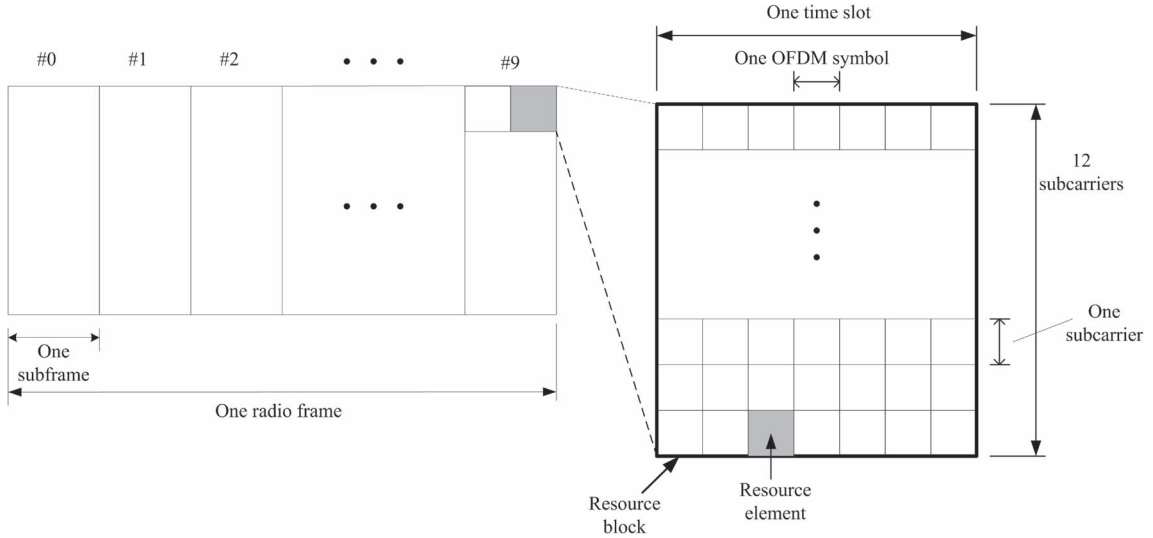 One time slot
#0
#1
#2
#9
One OFDM symbol
12
subcarriers
One
subcarrier
One
subframe
One radio frame
Resource
block
Resource
element